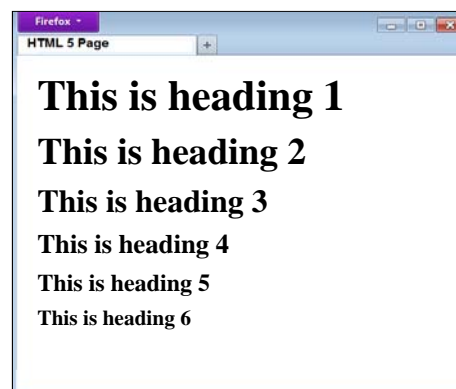 Firefox
HTML 5 Page
+
This is heading 1
This is heading 2
This is heading 3
This is heading 4
This is heading 5
This is heading 6